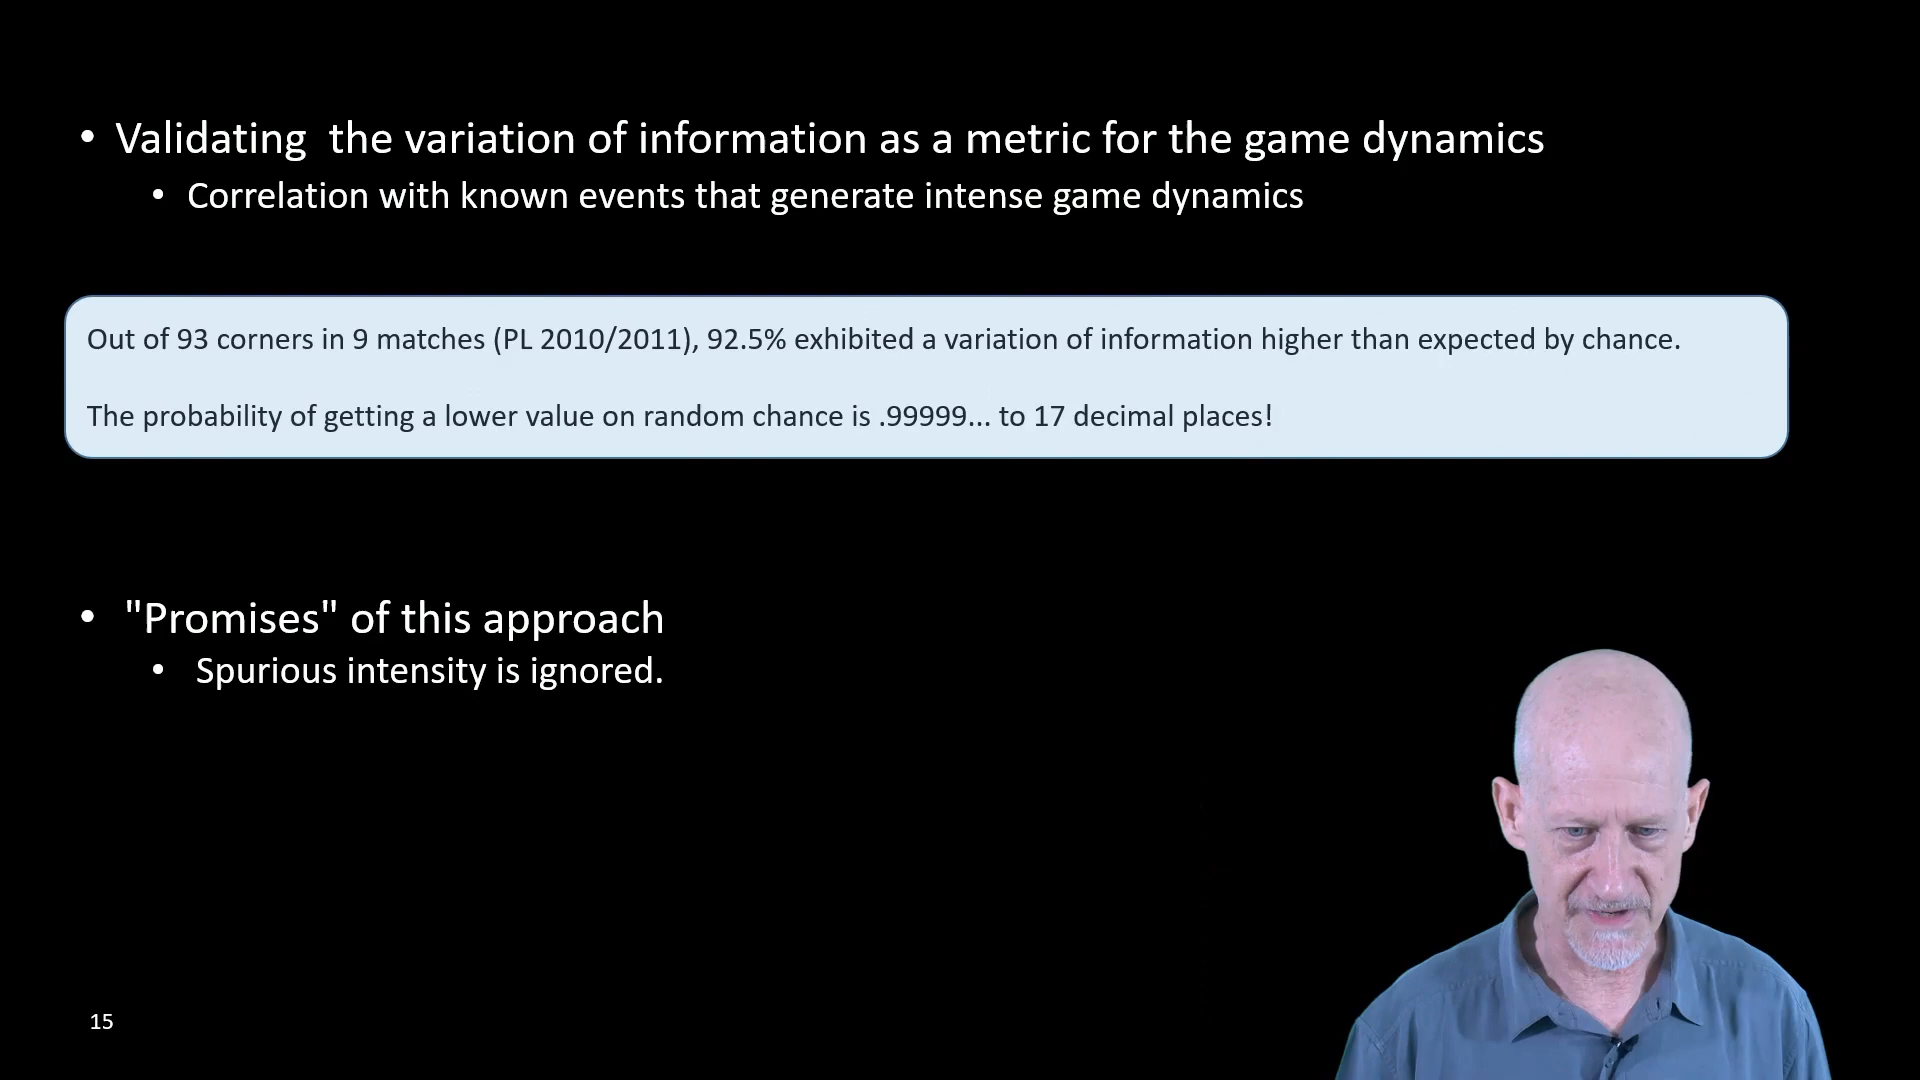 • Validating  the variation of information as a metric for the game dynamics
• Correlation with known events that generate intense game dynamics
Out of 93 corners in 9 matches (PL 2010/2011), 92.5% exhibited a variation of information higher than expected by chance.
The probability of getting a lower value on random chance is .99999... to 17 decimal places!
• "Promises" of this approach
• Spurious intensity is ignored.
15